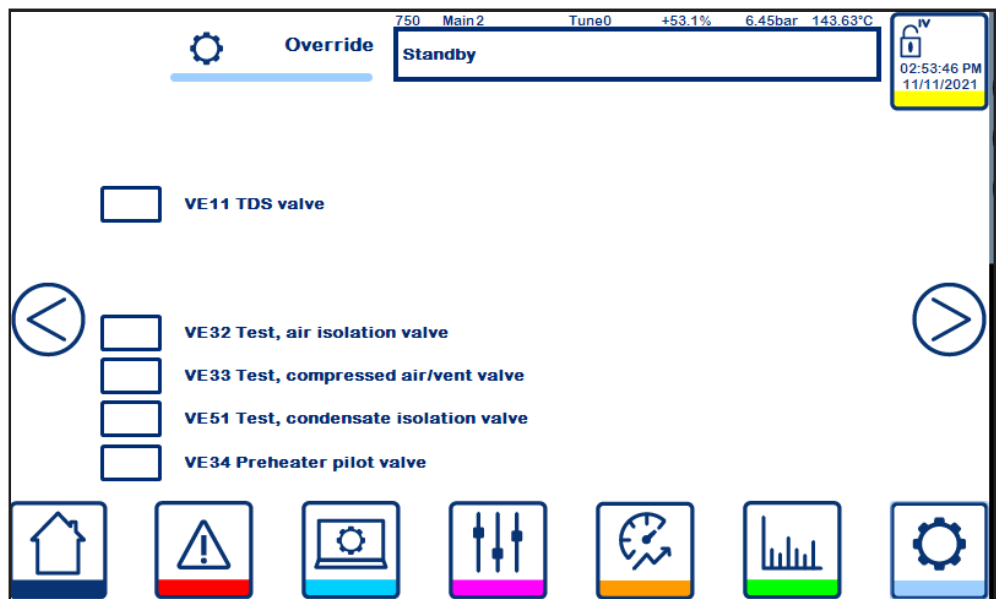 750 Main2 Tune0 +53.1% 6.45bar 143.63°C
Override
Standby
IV
02:53:46 PM
11/11/2021
VE11 TDS valve
VE32 Test, air isolation valve
VE33 Test, compressed air/vent valve
VE51 Test, condensate isolation valve
VE34 Preheater pilot valve